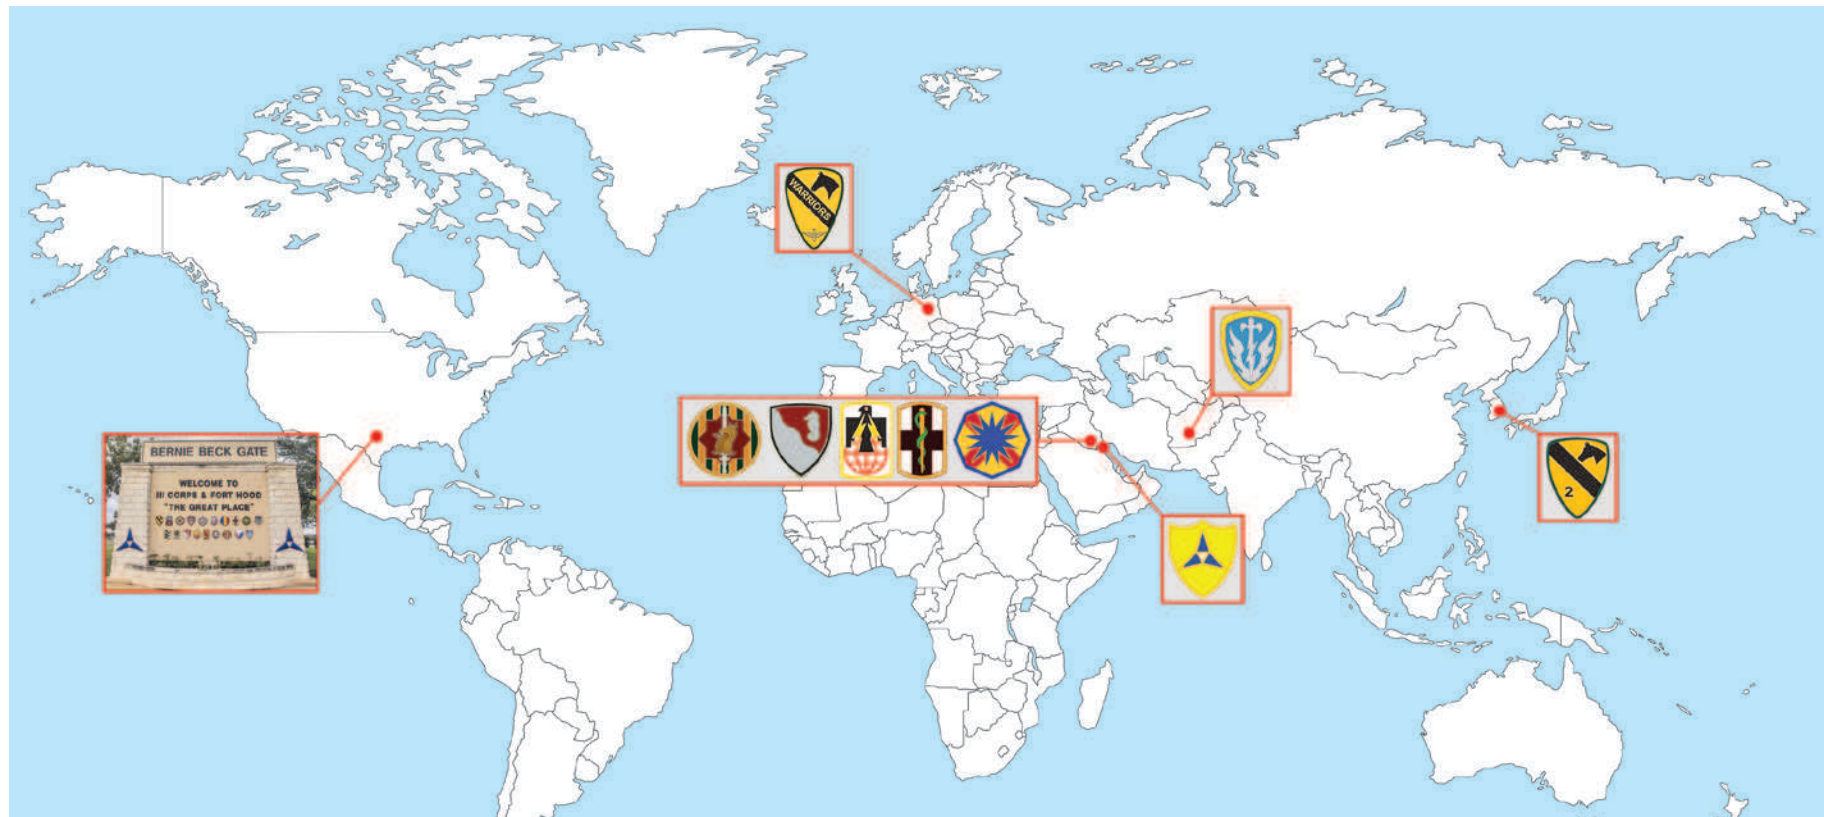 WARRIORS
BERNIE BECK GATE
WELCOME TO
III CORPS & FORT HOOD
"THE GREAT PLACE"
2